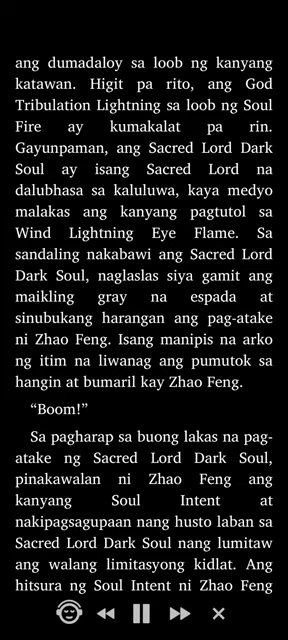 ang dumadaloy sa loob ng kanyang
katawan. Higit pa rito, ang God
Tribulation Lightning sa loob ng Soul
Fire ay kumakalat pa rin.
Gayunpaman, ang Sacred Lord Dark
Soul ay isang Sacred Lord na
dalubhasa sa kaluluwa, kaya medyo
malakas ang kanyang pagtutol sa
Wind Lightning Eye Flame. Sa
sandaling nakabawi ang Sacred Lord
Dark Soul, naglaslas siya gamit ang
maikling gray na espada at
sinubukang harangan ang pag-atake
ni Zhao Feng. Isang manipis na arko
ng itim na liwanag ang pumutok sa
hangin at bumaril kay Zhao Feng.
“Boom!”
Sa pagharap sa buong lakas na pag-
atake ng Sacred Lord Dark Soul,
pinakawalan ni Zhao Feng ang
kanyang Soul Intent at
nakipagsagupaan nang husto laban sa
Sacred Lord Dark Soul nang lumitaw
ang walang limitasyong kidlat. Ang
hitsura ng Soul Intent ni Zhao Feng